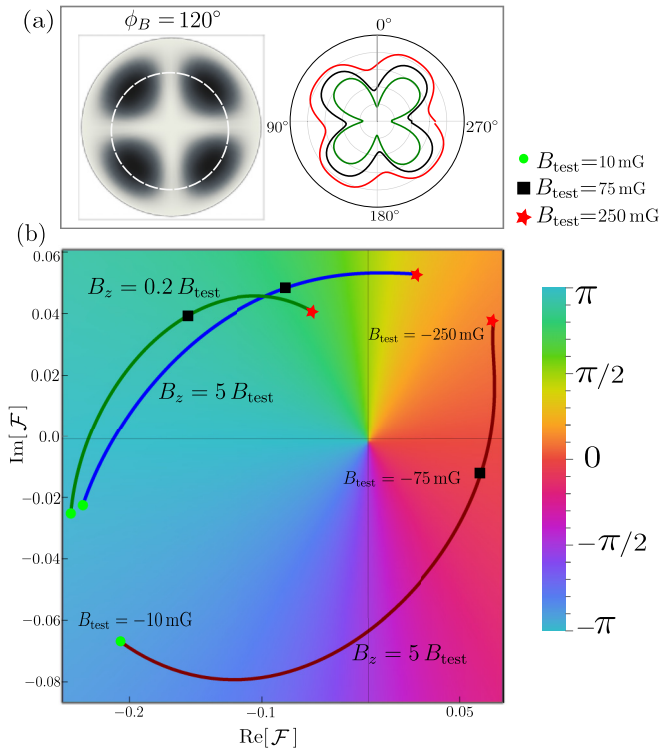 (a)
ϕ_B = 120°
0°
90°
270°
180°
B_test=10 mG
B_test=75 mG
B_test=250 mG
(b)
0.06
0.04
0.02
0.0
−0.02
−0.04
−0.06
−0.08
Im[ℱ]
B_z = 0.2 B_test
B_z = 5 B_test
B_test = −250 mG
B_test = −75 mG
B_test = −10 mG
B_z = 5 B_test
−0.2
−0.1
0.05
Re[ℱ]
π
π/2
0
−π/2
−π